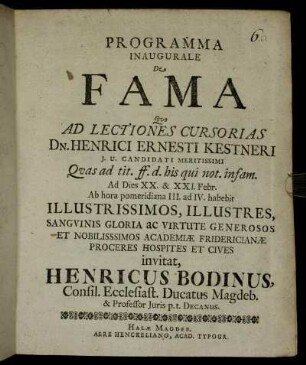 6.
PROGRAMMA
INAUGURALE
De
FAMA
Quo
AD LECTIONES CURSORIAS
DN. HENRICI ERNESTI KESTNERI
J. U. CANDIDATI MERITISSIMI
Qvas ad tit. ff. d. his qui not. infam.
Ad Dies XX. & XXI. Febr.
Ab hora pomeridiana III. ad IV. habebit
ILLUSTRISSIMOS, ILLUSTRES,
SANGVINIS GLORIA ac VIRTUTE GENEROSOS
ET NOBILISSIMOS ACADEMIÆ FRIDERICIANÆ
PROCERES HOSPITES ET CIVES
invitat,
HENRICUS BODINUS,
Consil. Ecclesiast. Ducatus Magdeb.
& Professor Juris p.t. DECANUS.
HALÆ MAGDEB.
ÆRE HENCKELIANO, ACAD. TYPOGR.